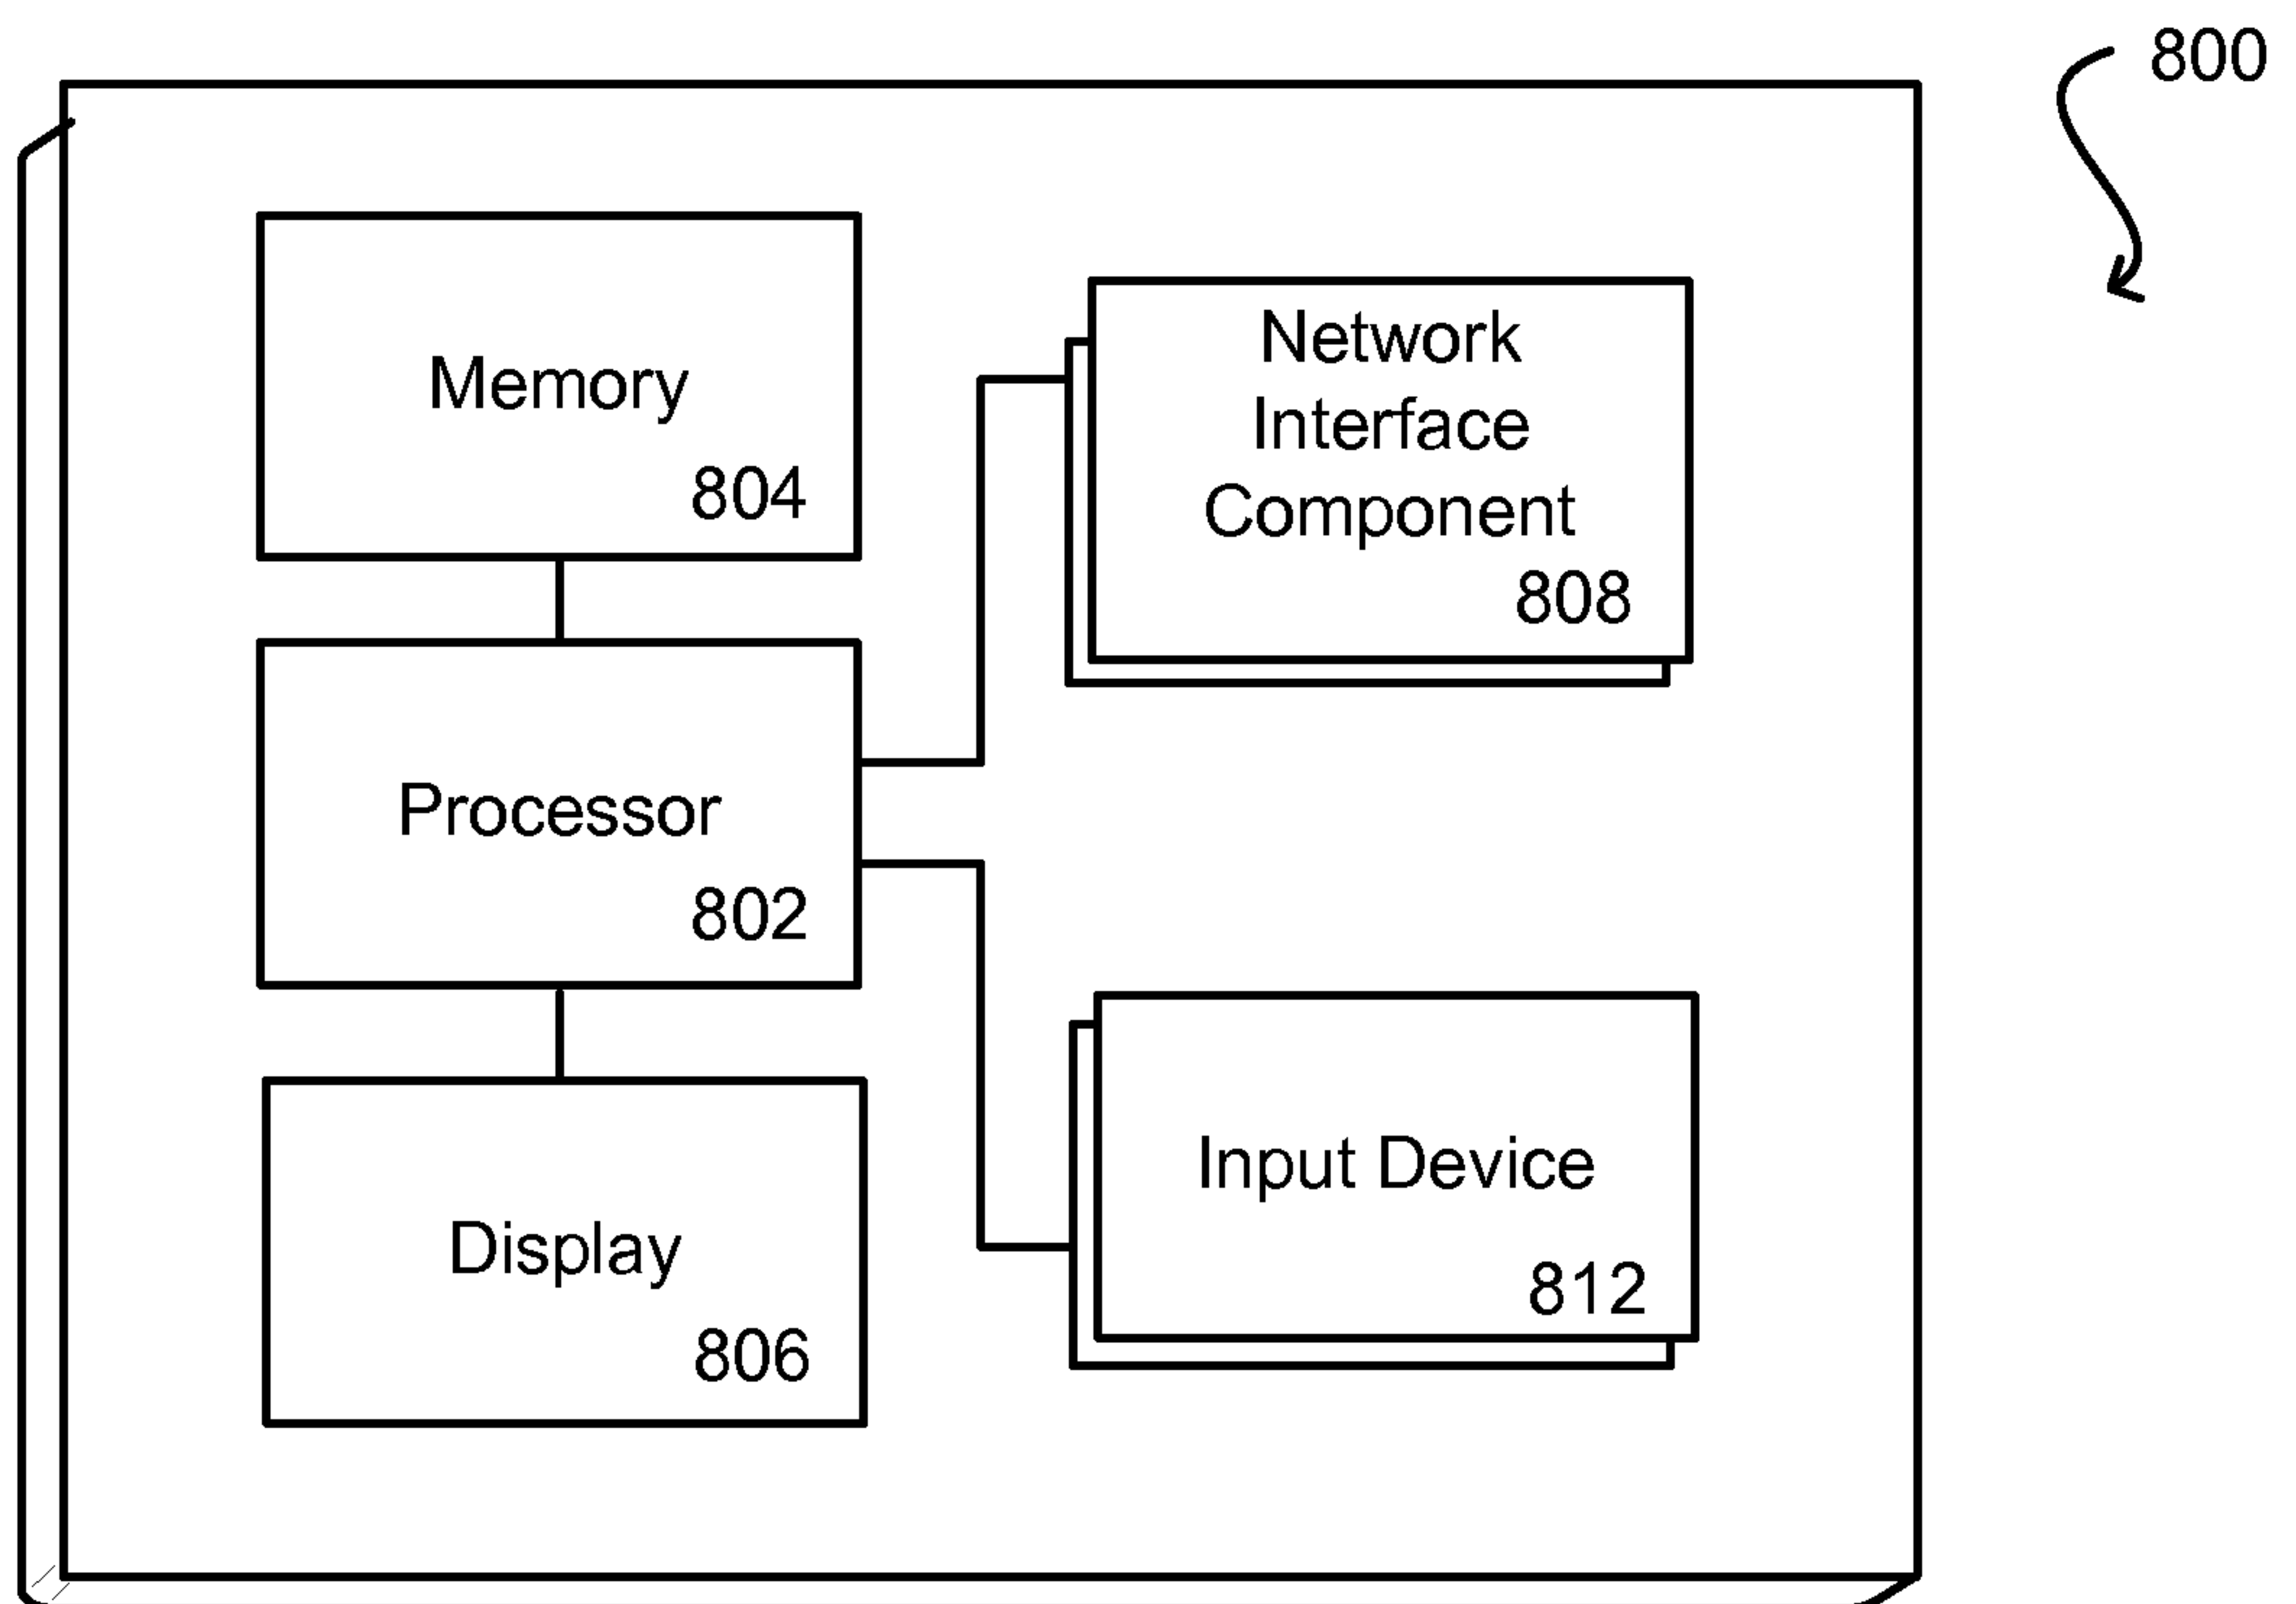 800
Memory
804
Network
Interface
Component
808
Processor
802
Input Device
812
Display
806